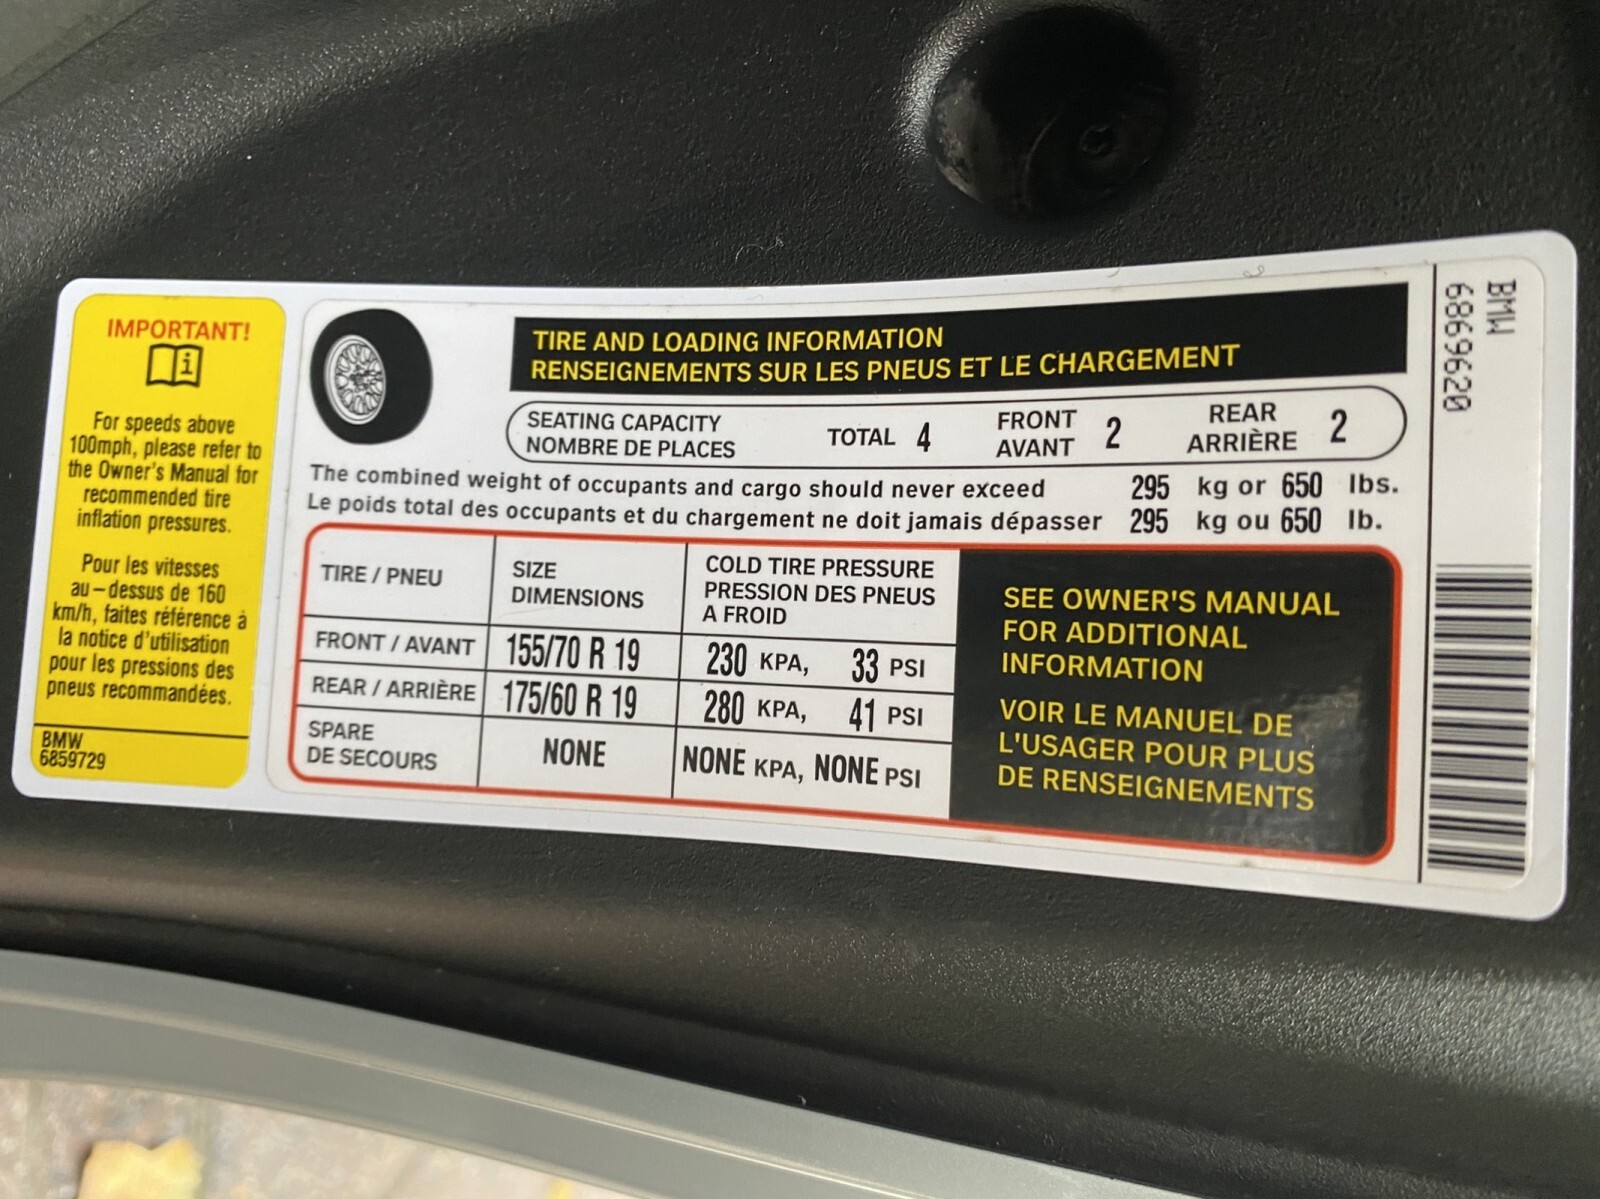 IMPORTANT!
For speeds above
100mph, please refer to
the Owner's Manual for
recommended tire
inflation pressures.
Pour les vitesses
au-dessus de 160
km/h, faites référence à
la notice d'utilisation
pour les pressions des
pneus recommandées.
BMW
6859729
TIRE AND LOADING INFORMATION
RENSEIGNEMENTS SUR LES PNEUS ET LE CHARGEMENT
SEATING CAPACITY
NOMBRE DE PLACES
TOTAL 4
FRONT
AVANT
2
REAR
ARRIÈRE
2
The combined weight of occupants and cargo should never exceed 295 kg or 650 lbs.
Le poids total des occupants et du chargement ne doit jamais dépasser 295 kg ou 650 lb.
TIRE / PNEU
SIZE
DIMENSIONS
COLD TIRE PRESSURE
PRESSION DES PNEUS
A FROID
FRONT / AVANT 155/70 R 19 230 KPA, 33 PSI
REAR / ARRIÈRE 175/60 R 19 280 KPA, 41 PSI
SPARE
DE SECOURS
NONE
NONE KPA, NONE PSI
SEE OWNER'S MANUAL
FOR ADDITIONAL
INFORMATION
VOIR LE MANUEL DE
L'USAGER POUR PLUS
DE RENSEIGNEMENTS
BMW
6869620